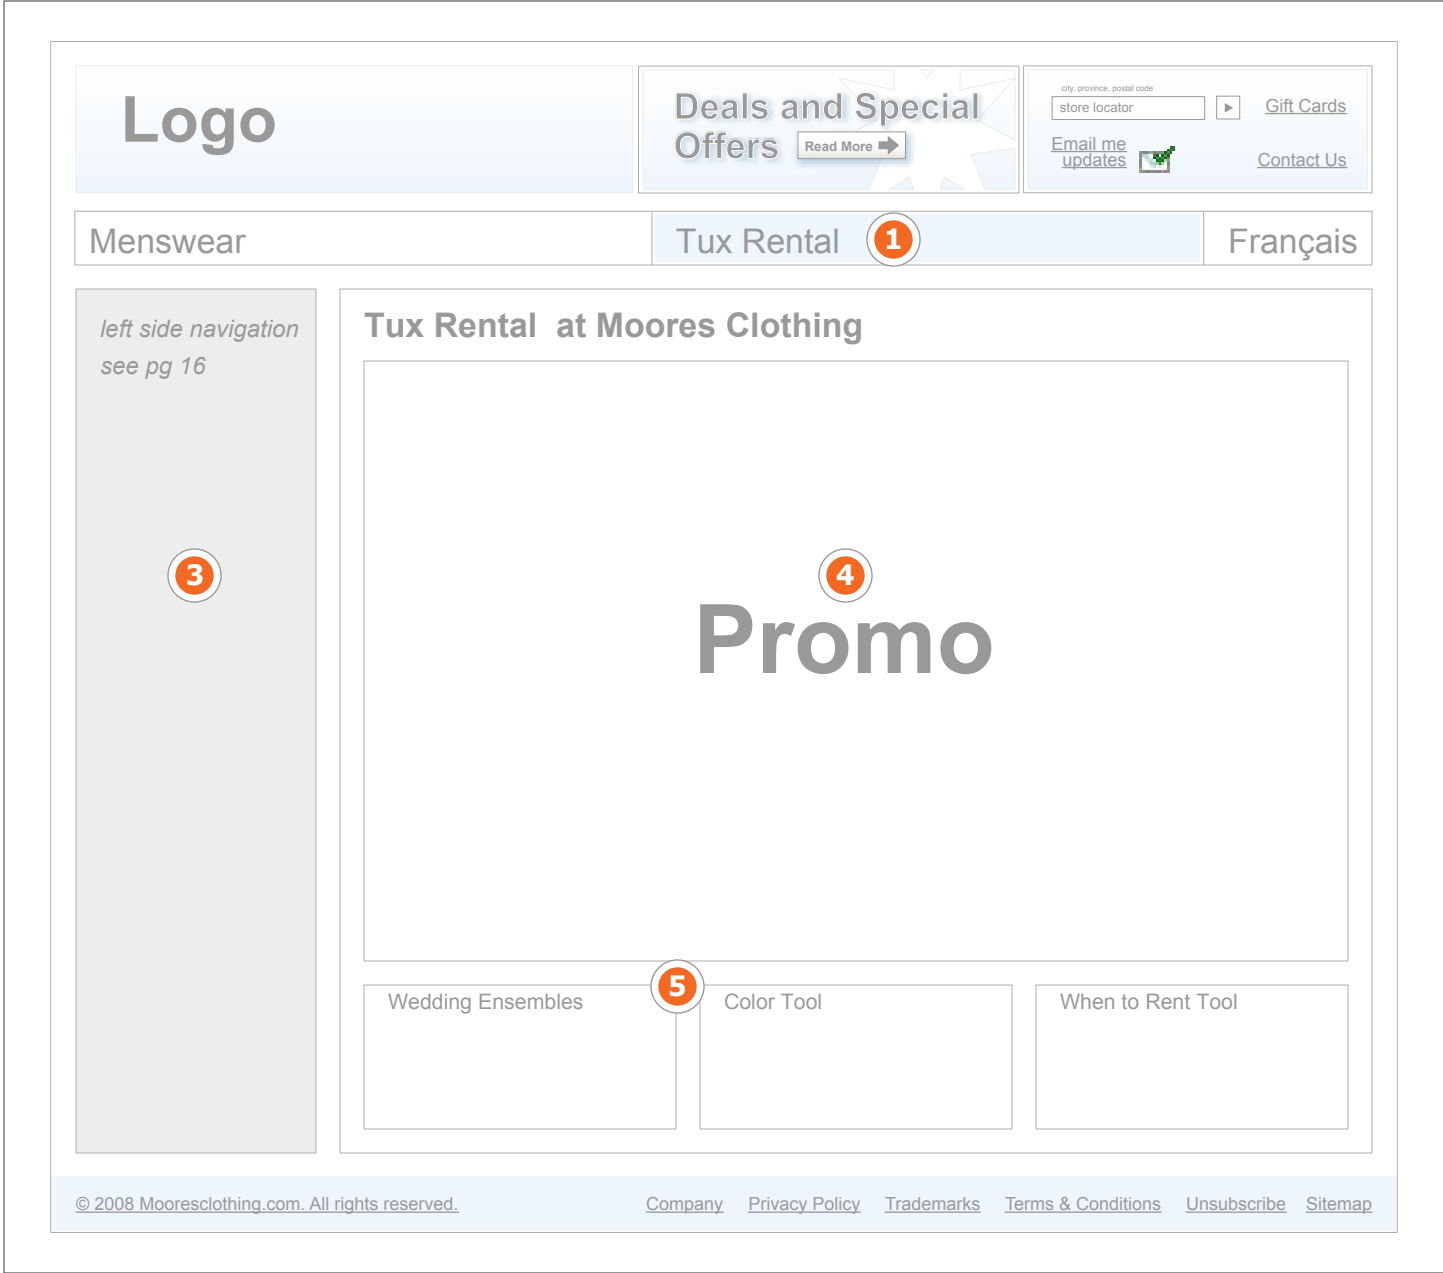 Logo
Deals and Special
Offers
Read More
city, province, postal code
store locator
Gift Cards
Email me
updates
Contact Us
Menswear
Tux Rental
1
Français
left side navigation
see pg 16
3
Tux Rental at Moores Clothing
4
Promo
5
Wedding Ensembles
Color Tool
When to Rent Tool
© 2008 Mooresclothing.com. All rights reserved.
Company
Privacy Policy
Trademarks
Terms & Conditions
Unsubscribe
Sitemap